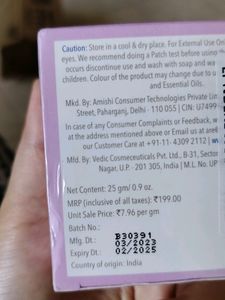 Caution: Store in a cool & dry place. For External Use On
eyes. We recommend doing a Patch test before using
occurs discontinue use and wash with soap and wa
children. Colour of the product may change due to
and Essential Oils.
Mkd. By: Amishi Consumer Technologies Private Lim
Street, Paharganj, Delhi - 110 055 | CIN: U7499
In case of any Consumer Complaints or Feedback, w
at the address mentioned above or Email us at
our Customer Care at +91-11-4309 2112 |
Mfd. By: Vedic Cosmeceuticals Pvt. Ltd., B-31, Sector
Nagar, U.P - 201 305, India | M.L. No. UP
Net Content: 25 gm/ 0.9 oz.
MRP (inclusive of all taxes): ₹199.00
Unit Sale Price: ₹7.96 per gm
Batch No.: B30391
Mfg. Dt.: 03/2023
Expiry Dt.: 02/2025
Country of origin: India